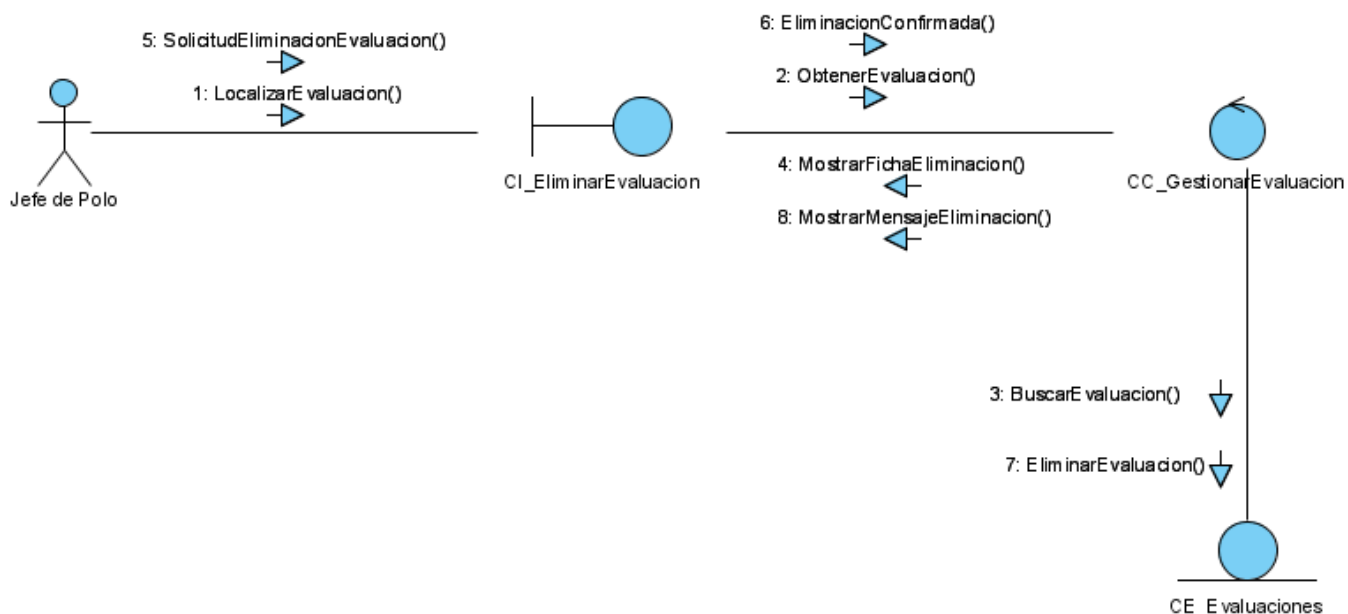 6: EliminacionConfirmada()
5: SolicitudEliminacionEvaluacion()
2: ObtenerEvaluacion()
1: LocalizarEvaluacion()
4: MostrarFichaEliminacion()
CI_EliminarEvaluacion
CC_GestionarEvaluacion
Jefe de Polo
8: MostrarMensajeEliminacion()
3: BuscarEvaluacion()
7: EliminarEvaluacion()
CE_Evaluaciones